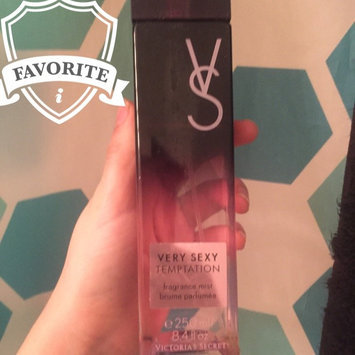 FAVORITE
i
VS
VERY SEXY
TEMPTATION
fragrance mist
brume parfumée
℮ 250 ml
8.4 fl oz
VICTORIA'S SECRET